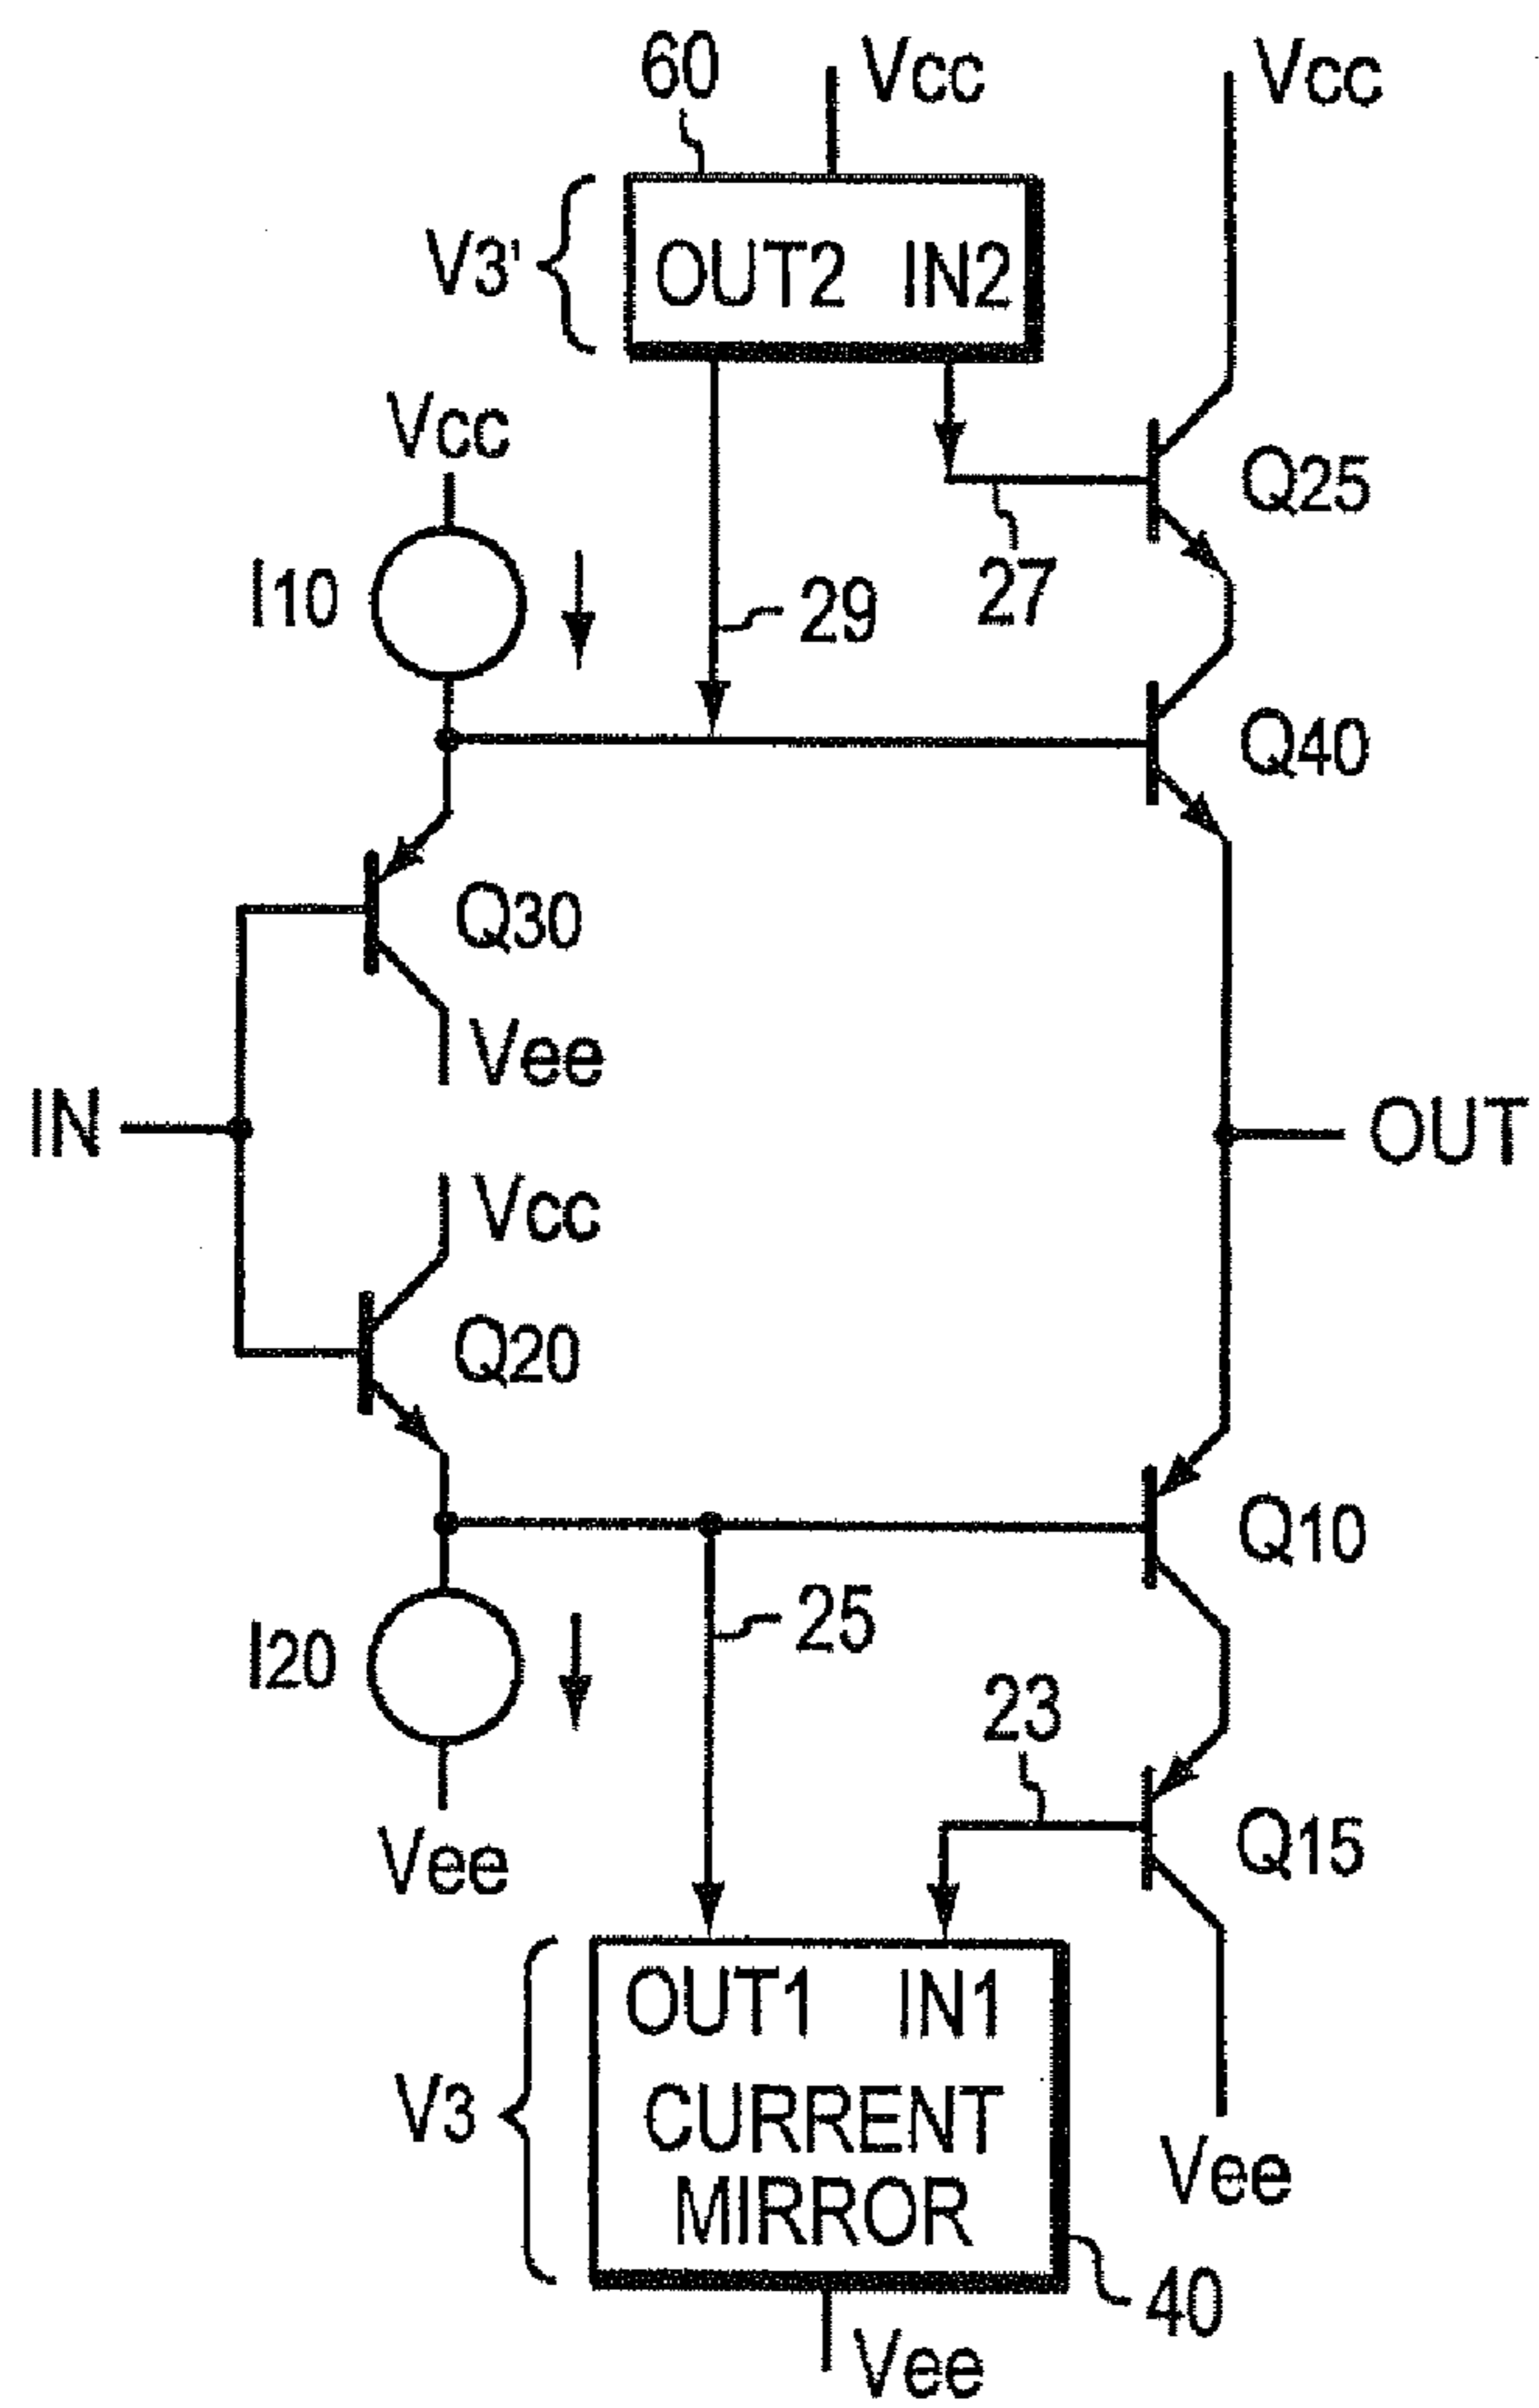 60
Vcc
Vcc
V3'
OUT2 IN2
Vcc
Q25
I10
27
29
Q40
Q30
Vee
IN
OUT
Vcc
Q20
Q10
I20
25
23
Vee
Q15
OUT1 IN1
V3
CURRENT
MIRROR
Vee
40
Vee